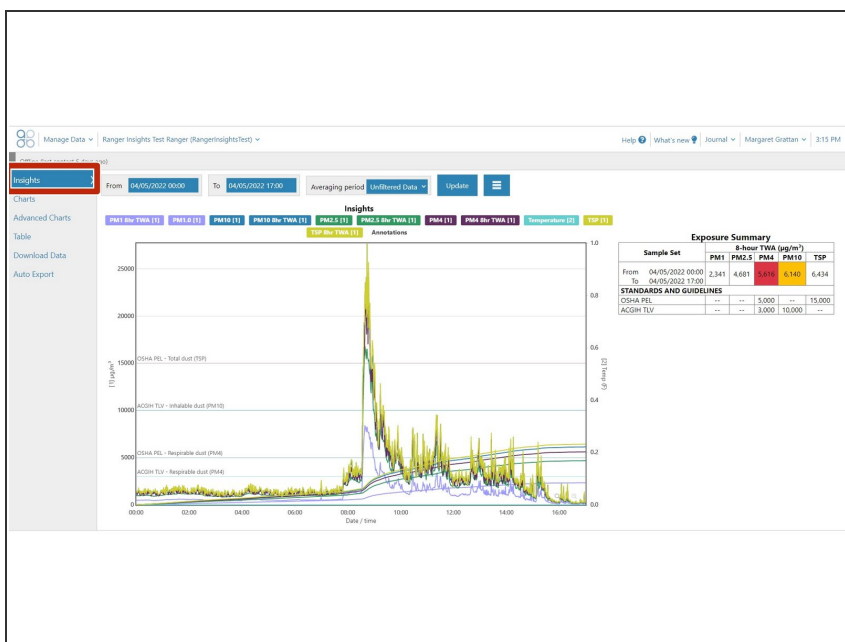 Manage Data
Ranger Insights Test Ranger (RangerInsightsTest)
Help
What's new
Journal
Margaret Grattan
3:15 PM
Offline (last contact 6 days ago)
Insights
Charts
Advanced Charts
Table
Download Data
Auto Export
From 04/05/2022 00:00 To 04/05/2022 17:00 Averaging period Unfiltered Data Update
Insights
PM1 8hr TWA [1] PM1.0 [1] PM10 [1] PM10 8hr TWA [1] PM2.5 [1] PM2.5 8hr TWA [1] PM4 [1] PM4 8hr TWA [1] Temperature [2] TSP [1]
TSP 8hr TWA [1] Annotations
[1] µg/m³
25000
20000
15000
10000
5000
0
OSHA PEL - Total dust (TSP)
ACGIH TLV - Inhalable dust (PM10)
OSHA PEL - Respirable dust (PM4)
ACGIH TLV - Respirable dust (PM4)
1.0
0.8
0.6
0.4
0.2
0.0
[2] Temp (F)
00:00 02:00 04:00 06:00 08:00 10:00 12:00 14:00 16:00
Date / time
Exposure Summary
Sample Set 8-hour TWA (µg/m³)
PM1 PM2.5 PM4 PM10 TSP
From 04/05/2022 00:00
To 04/05/2022 17:00
2,341 4,681 5,616 6,140 6,434
STANDARDS AND GUIDELINES
OSHA PEL -- -- 5,000 -- 15,000
ACGIH TLV -- -- 3,000 10,000 --